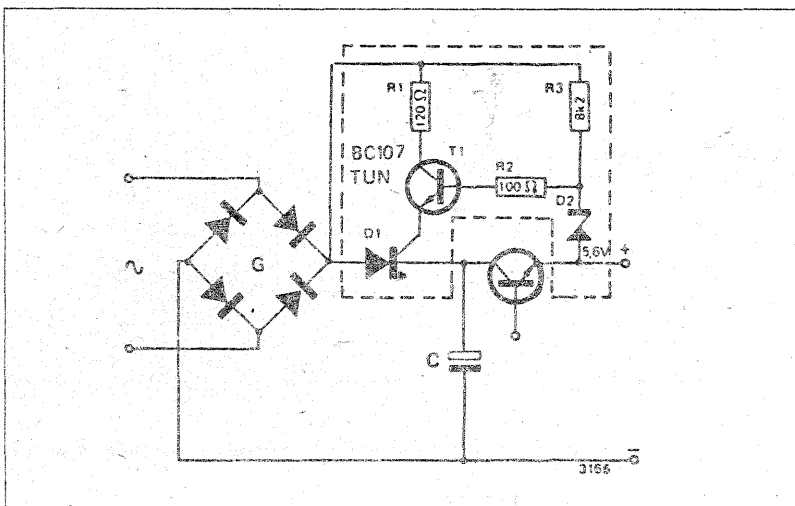 R1
120 Ω
R3
8k2
BC107
TUN
T1
R2
100 Ω
D2
D1
5,6V
+
~
G
C
-
3166